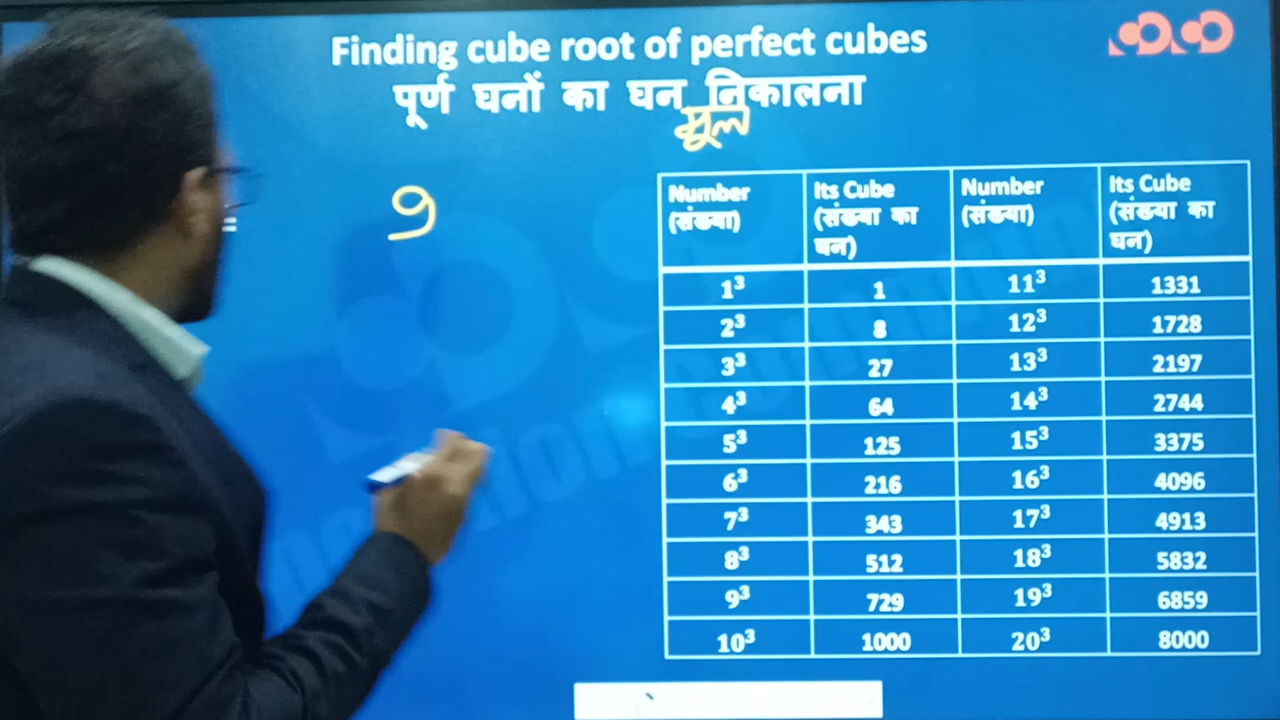 Finding cube root of perfect cubes
पूर्ण घनों का घन निकालना
मूल
= 9
Number (संख्या) Its Cube (संख्या का घन) Number (संख्या) Its Cube (संख्या का घन)
1³ 1 11³ 1331
2³ 8 12³ 1728
3³ 27 13³ 2197
4³ 64 14³ 2744
5³ 125 15³ 3375
6³ 216 16³ 4096
7³ 343 17³ 4913
8³ 512 18³ 5832
9³ 729 19³ 6859
10³ 1000 20³ 8000